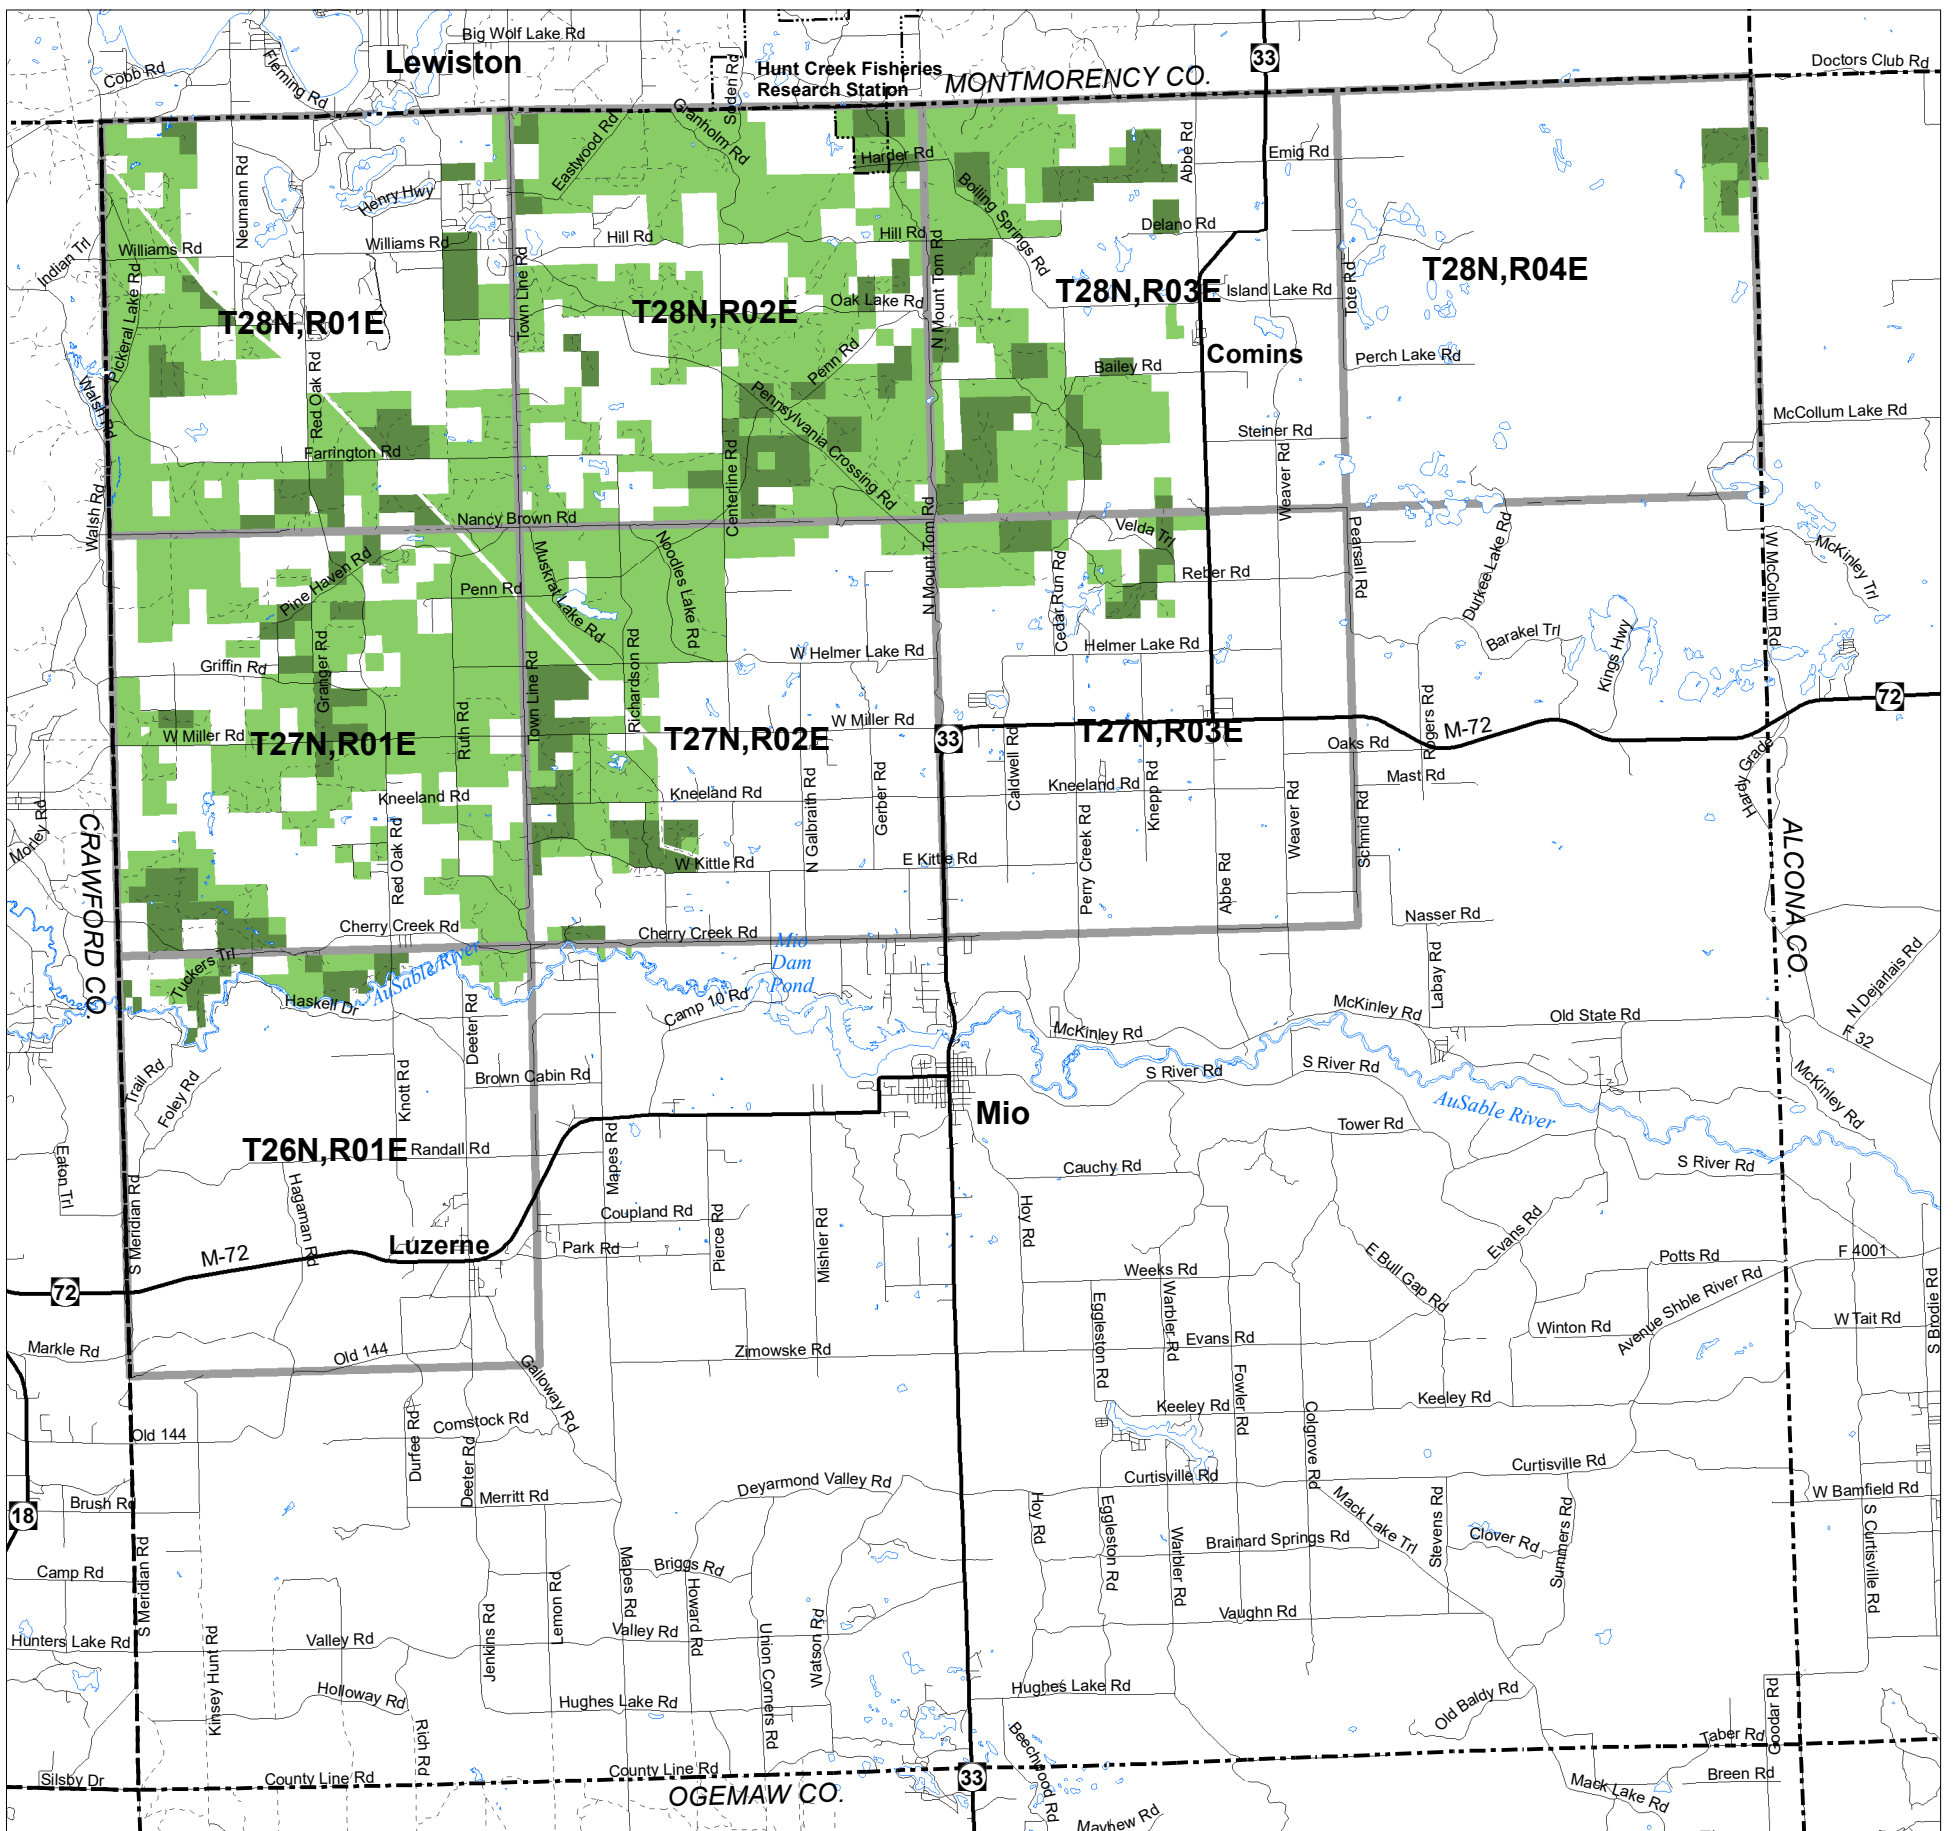 Big Wolf Lake Rd
Lewiston
Cobb Rd
Fleming Rd
Soden Rd
Hunt Creek Fisheries
Research Station
MONTMORENCY CO.
33
Doctors Club Rd
Granholm Rd
Eastwood Rd
Harder Rd
Abbe Rd
Emig Rd
Neumann Rd
Henry Hwy
Boiling Springs Rd
Delano Rd
Indian Trl
Williams Rd
Williams Rd
Hill Rd
Hill Rd
Pickeral Lake Rd
Town Line Rd
N Mount Tom Rd
T28N,R01E
T28N,R02E
T28N,R03E
T28N,R04E
Oak Lake Rd
Island Lake Rd
Tote Rd
Comins
Penn Rd
Bailey Rd
Perch Lake Rd
Walsh Rd
Red Oak Rd
Pennsylvania Crossing Rd
McCollum Lake Rd
Farrington Rd
Centerline Rd
Steiner Rd
Weaver Rd
Walsh Rd
Nancy Brown Rd
Velda Trl
Pearsall Rd
Durkee Lake Rd
W McCollum Rd
McKinley Trl
Pine Haven Rd
Penn Rd
Muskrat Lake Rd
Noodles Lake Rd
N Mount Tom Rd
Cedar Run Rd
Reber Rd
Griffin Rd
Granger Rd
Richardson Rd
W Helmer Lake Rd
Helmer Lake Rd
Barakel Trl
Kings Hwy
72
W Miller Rd
T27N,R01E
Ruth Rd
Town Line Rd
T27N,R02E
W Miller Rd
33
T27N,R03E
M-72
Rogers Rd
Oaks Rd
Mast Rd
Hardy Grade
Kneeland Rd
Kneeland Rd
Kneeland Rd
Caldwell Rd
Knepp Rd
N Galbraith Rd
Gerber Rd
Weaver Rd
Schmid Rd
Morley Rd
CRAWFORD CO.
Red Oak Rd
W Kittle Rd
E Kittle Rd
Perry Creek Rd
Abbe Rd
ALCONA CO.
Cherry Creek Rd
Cherry Creek Rd
Nasser Rd
Labay Rd
N Dejarlais Rd
Tuckers Trl
AuSable River
Mio
Dam
Pond
Haskell Dr
Camp 10 Rd
McKinley Rd
McKinley Rd
Old State Rd
F 32
Deeter Rd
Trail Rd
Foley Rd
Knott Rd
Brown Cabin Rd
S River Rd
S River Rd
McKinley Rd
Mio
AuSable River
Tower Rd
T26N,R01E
Randall Rd
Mapes Rd
Cauchy Rd
S River Rd
Eaton Trl
S Meridian Rd
Hagaman Rd
Coupland Rd
Pierce Rd
Mishler Rd
Hoy Rd
Evans Rd
M-72
Luzerne
Park Rd
Weeks Rd
E Bull Gap Rd
Potts Rd
F 4001
72
Eggleston Rd
Warbler Rd
Avenue Shble River Rd
S Brodie Rd
Markle Rd
Old 144
Zimowske Rd
Evans Rd
Winton Rd
W Tait Rd
Galloway Rd
Fowler Rd
Keeley Rd
Keeley Rd
Old 144
Durfee Rd
Comstock Rd
Deeter Rd
Colgrove Rd
Deyarmond Valley Rd
Curtisville Rd
Curtisville Rd
Brush Rd
Merritt Rd
W Bamfield Rd
18
Hoy Rd
Eggleston Rd
Warbler Rd
Mack Lake Trl
Stevens Rd
Clover Rd
Summers Rd
S Curtisville Rd
Brainard Springs Rd
Camp Rd
S Meridian Rd
Mapes Rd
Briggs Rd
Howard Rd
Lemon Rd
Vaughn Rd
Hunters Lake Rd
Valley Rd
Valley Rd
Jenkins Rd
Union Corners Rd
Watson Rd
Kinsey Hunt Rd
Holloway Rd
Hughes Lake Rd
Hughes Lake Rd
Old Baldy Rd
Goodar Rd
Rich Rd
Beechwood Rd
Taber Rd
Silsby Dr
County Line Rd
County Line Rd
OGEMAW CO.
33
Mack Lake Rd
Breen Rd
Mayhew Rd